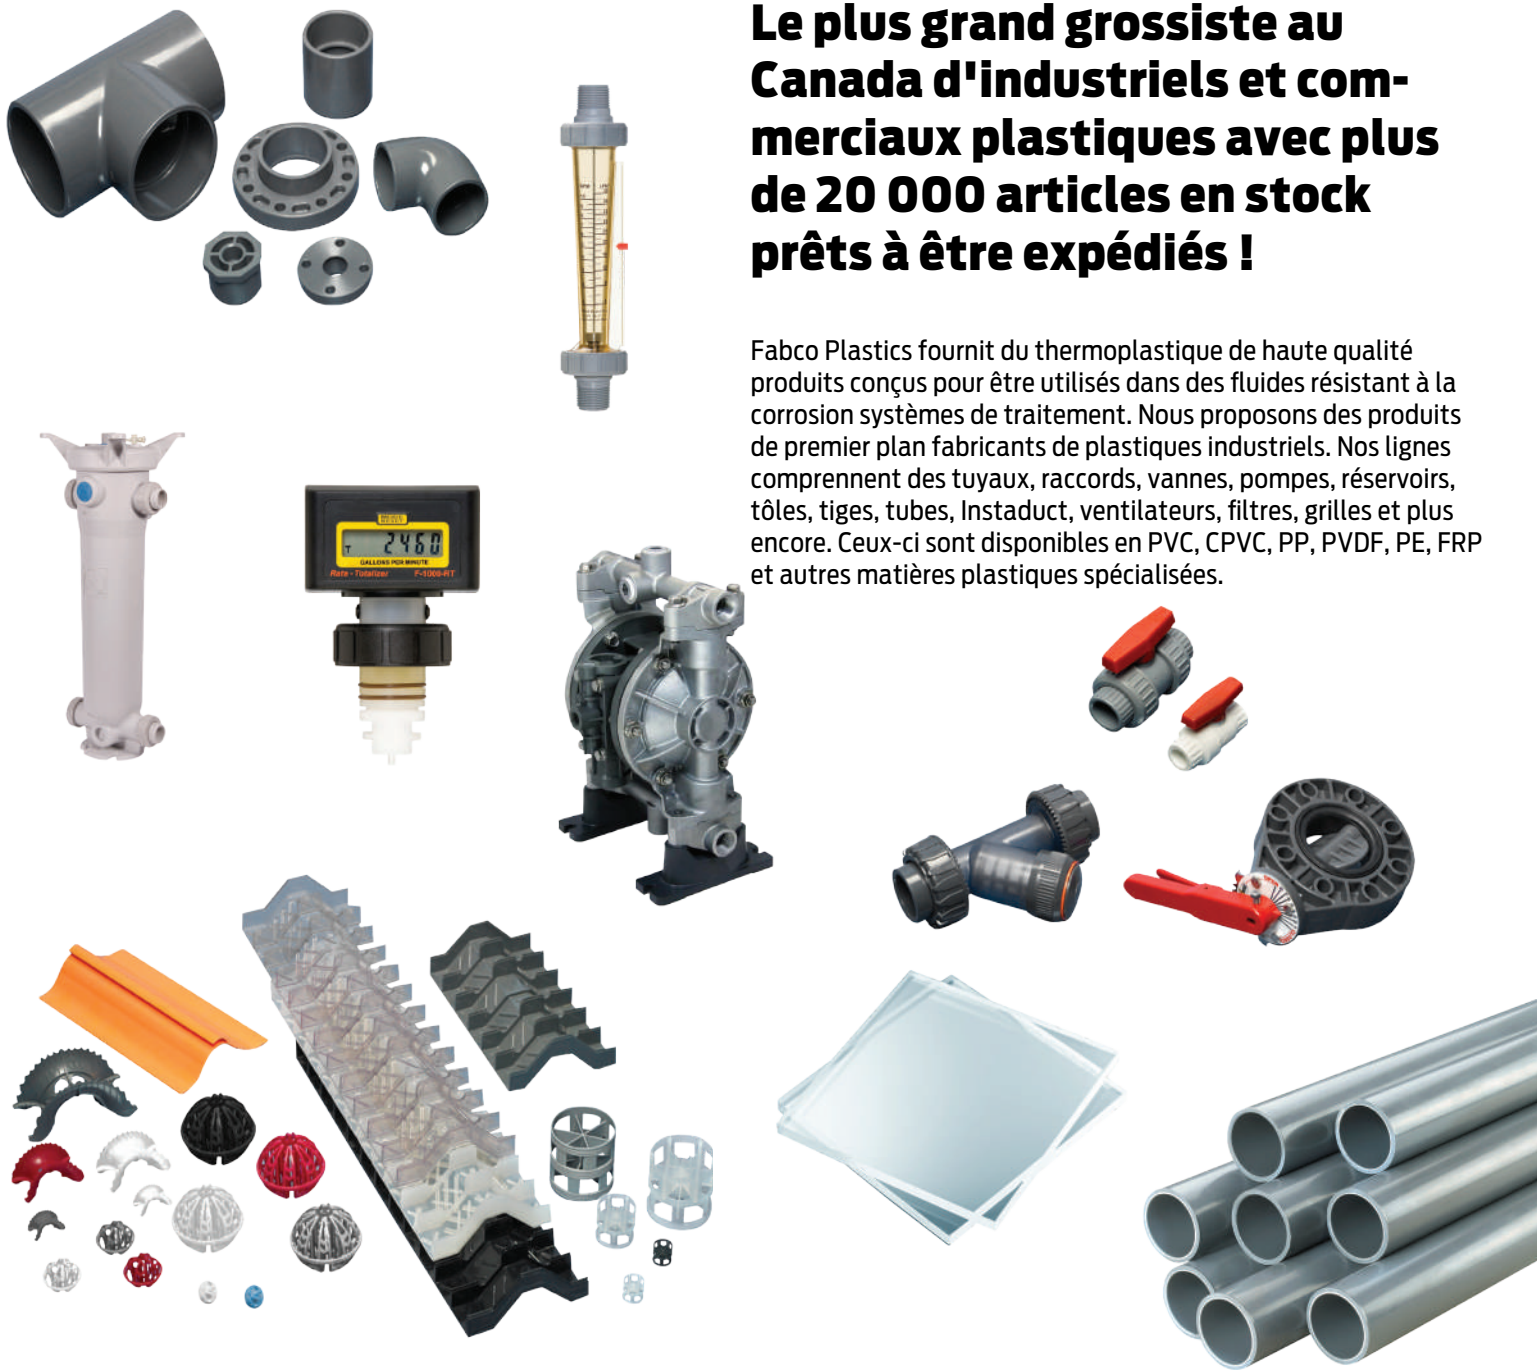 Le plus grand grossiste au
Canada d'industriels et com-
merciaux plastiques avec plus
de 20 000 articles en stock
prêts à être expédiés !
Fabco Plastics fournit du thermoplastique de haute qualité
produits conçus pour être utilisés dans des fluides résistant à la
corrosion systèmes de traitement. Nous proposons des produits
de premier plan fabricants de plastiques industriels. Nos lignes
comprennent des tuyaux, raccords, vannes, pompes, réservoirs,
tôles, tiges, tubes, Instaduct, ventilateurs, filtres, grilles et plus
encore. Ceux-ci sont disponibles en PVC, CPVC, PP, PVDF, PE, FRP
et autres matières plastiques spécialisées.
T 2460
GALLONS PER MINUTE
Rate - Totalizer F-1000-RT